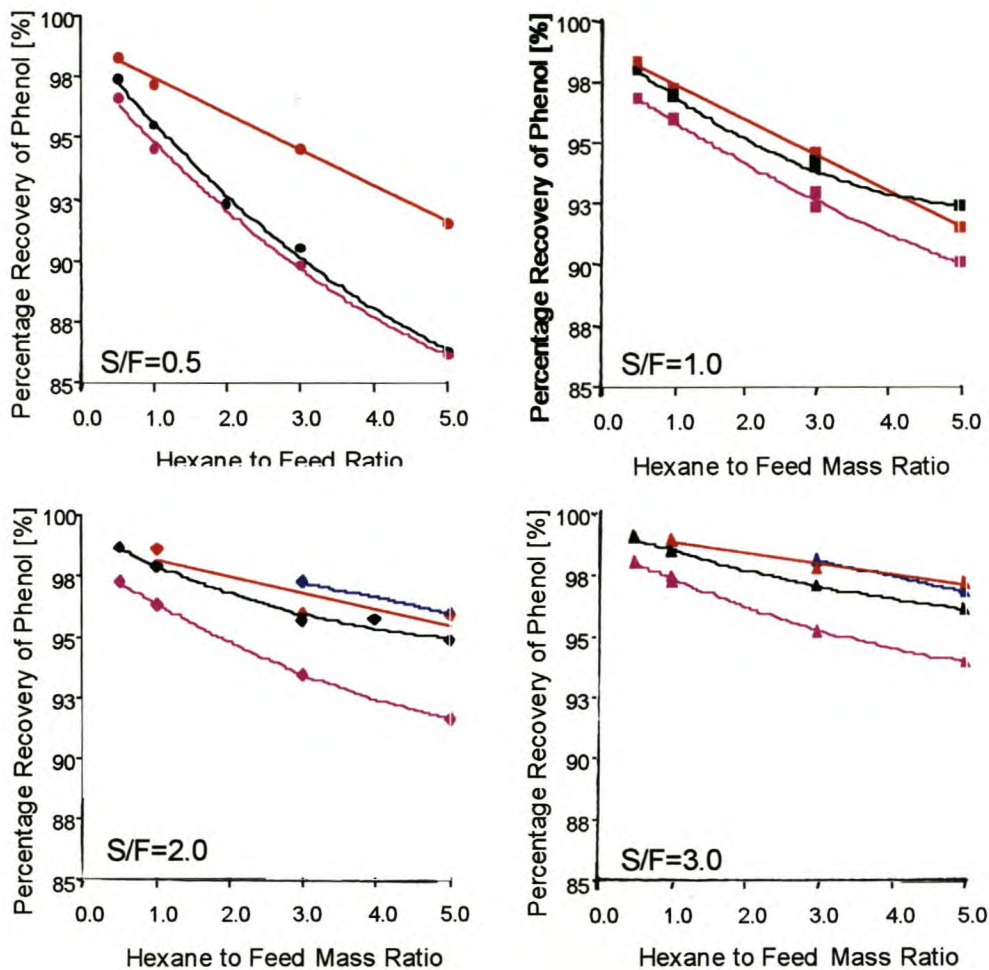 Percentage Recovery of Phenol [%]
100
98
95
93
90
88
85
S/F=0.5
0.0 1.0 2.0 3.0 4.0 5.0
Hexane to Feed Ratio
Percentage Recovery of Phenol [%]
100
98
95
93
90
88
85
S/F=1.0
0.0 1.0 2.0 3.0 4.0 5.0
Hexane to Feed Mass Ratio
Percentage Recovery of Phenol [%]
100
98
95
93
90
88
85
S/F=2.0
0.0 1.0 2.0 3.0 4.0 5.0
Hexane to Feed Mass Ratio
Percentage Recovery of Phenol [%]
100
98
95
93
90
88
85
S/F=3.0
0.0 1.0 2.0 3.0 4.0 5.0
Hexane to Feed Mass Ratio